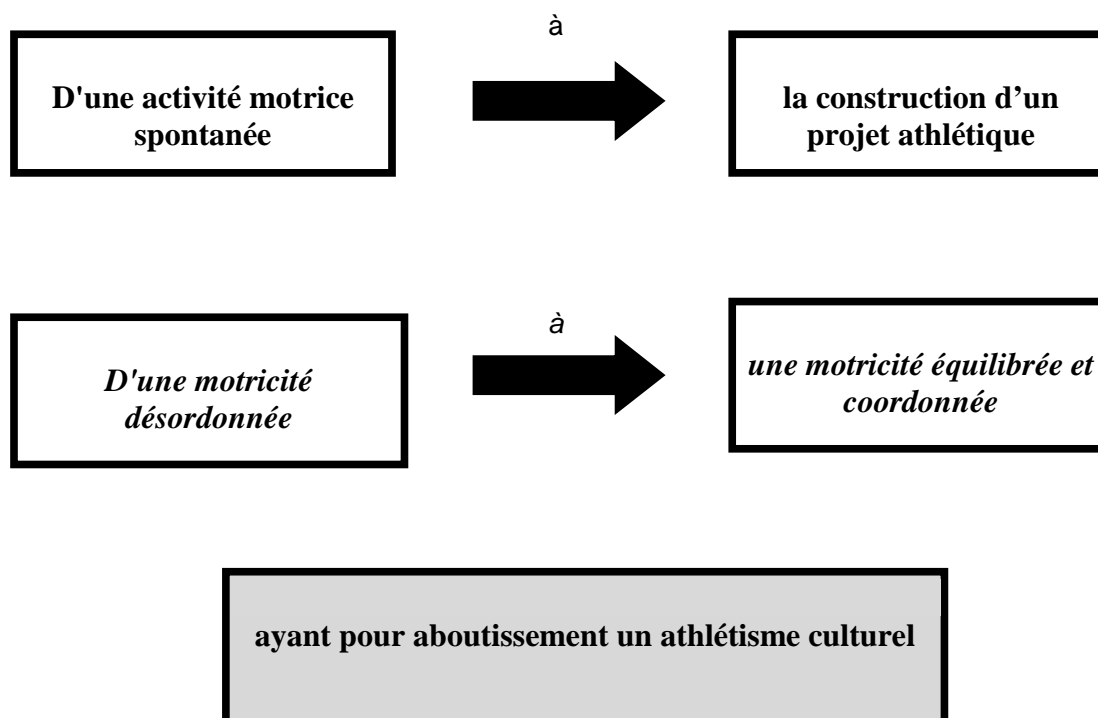 à
D'une activité motrice
spontanée
la construction d’un
projet athlétique
à
D'une motricité
désordonnée
une motricité équilibrée et
coordonnée
ayant pour aboutissement un athlétisme culturel